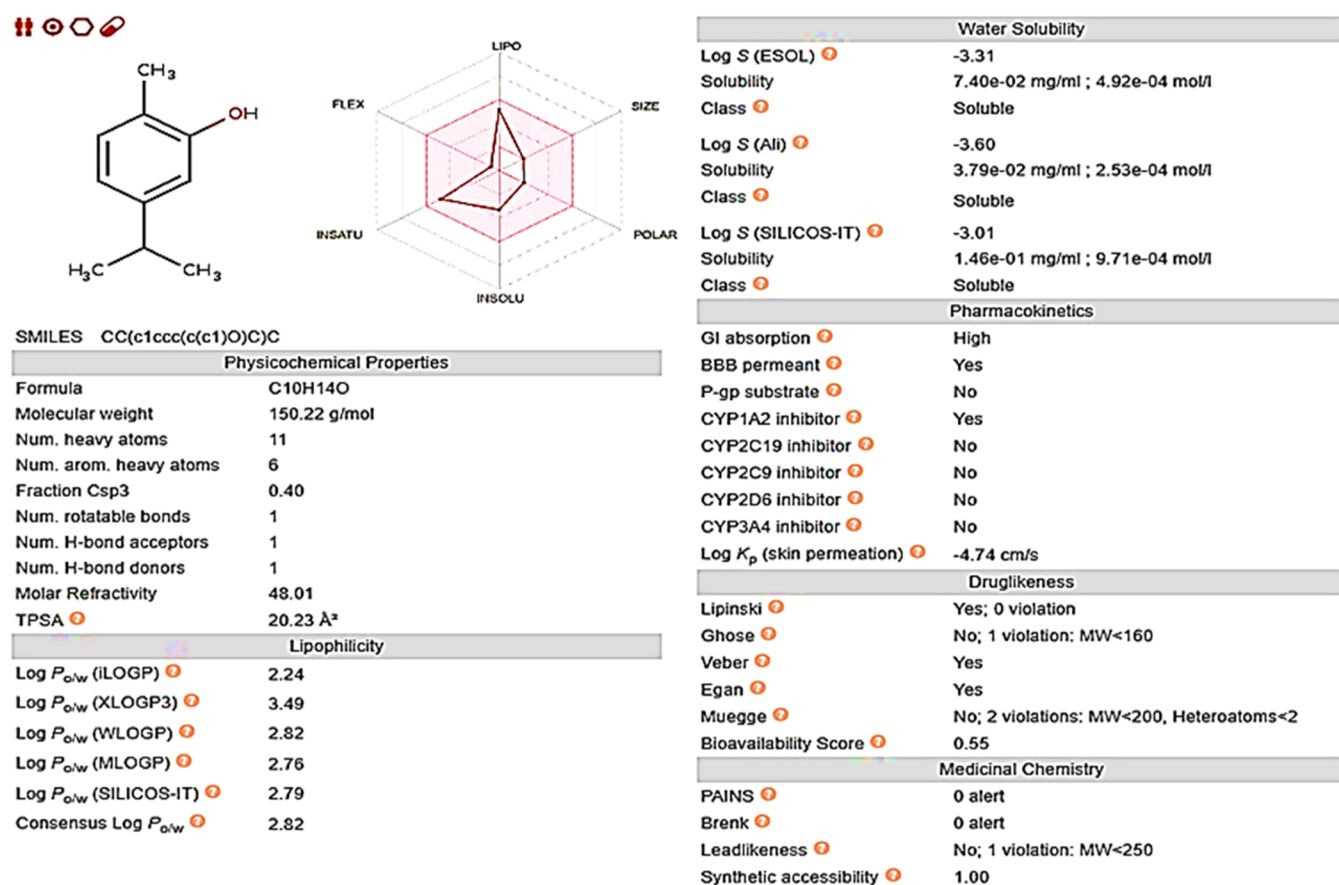 CH₃
OH
H₃C
CH₃
LIPO
FLEX
SIZE
INSATU
POLAR
INSOLU
SMILES CC(c1ccc(c(c1)O)C)C
Physicochemical Properties
Formula C10H14O
Molecular weight 150.22 g/mol
Num. heavy atoms 11
Num. arom. heavy atoms 6
Fraction Csp3 0.40
Num. rotatable bonds 1
Num. H-bond acceptors 1
Num. H-bond donors 1
Molar Refractivity 48.01
TPSA ? 20.23 Å²
Lipophilicity
Log Po/w (iLOGP) ? 2.24
Log Po/w (XLOGP3) ? 3.49
Log Po/w (WLOGP) ? 2.82
Log Po/w (MLOGP) ? 2.76
Log Po/w (SILICOS-IT) ? 2.79
Consensus Log Po/w ? 2.82
Water Solubility
Log S (ESOL) ? -3.31
Solubility 7.40e-02 mg/ml ; 4.92e-04 mol/l
Class ? Soluble
Log S (Ali) ? -3.60
Solubility 3.79e-02 mg/ml ; 2.53e-04 mol/l
Class ? Soluble
Log S (SILICOS-IT) ? -3.01
Solubility 1.46e-01 mg/ml ; 9.71e-04 mol/l
Class ? Soluble
Pharmacokinetics
GI absorption ? High
BBB permeant ? Yes
P-gp substrate ? No
CYP1A2 inhibitor ? Yes
CYP2C19 inhibitor ? No
CYP2C9 inhibitor ? No
CYP2D6 inhibitor ? No
CYP3A4 inhibitor ? No
Log Kp (skin permeation) ? -4.74 cm/s
Druglikeness
Lipinski ? Yes; 0 violation
Ghose ? No; 1 violation: MW<160
Veber ? Yes
Egan ? Yes
Muegge ? No; 2 violations: MW<200, Heteroatoms<2
Bioavailability Score ? 0.55
Medicinal Chemistry
PAINS ? 0 alert
Brenk ? 0 alert
Leadlikeness ? No; 1 violation: MW<250
Synthetic accessibility ? 1.00